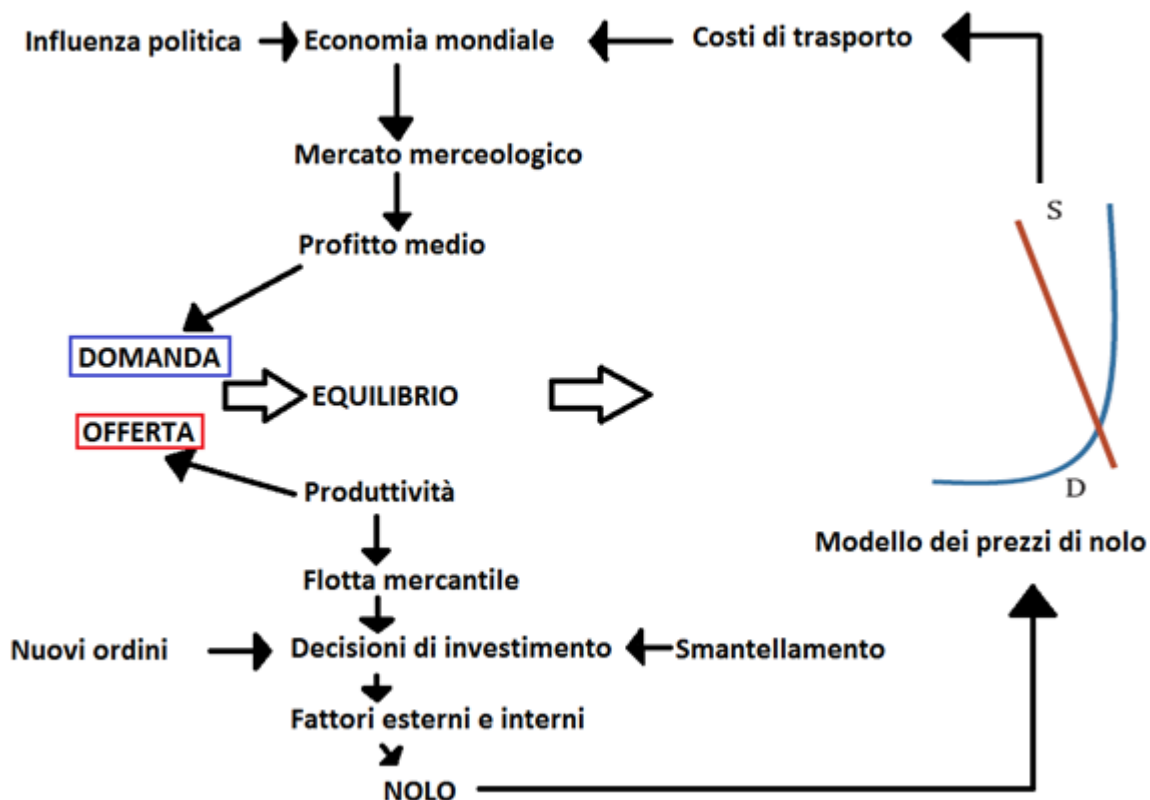 Influenza politica
Economia mondiale
Costi di trasporto
Mercato merceologico
Profitto medio
S
DOMANDA
EQUILIBRIO
OFFERTA
Produttività
D
Modello dei prezzi di nolo
Flotta mercantile
Nuovi ordini
Decisioni di investimento
Smantellamento
Fattori esterni e interni
NOLO